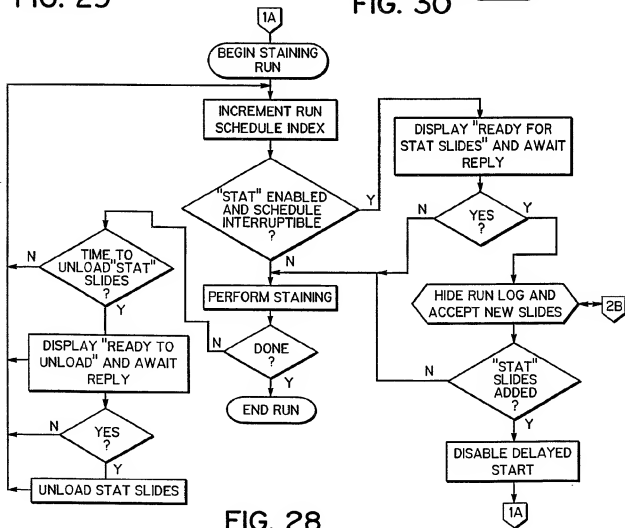 FIG. 29
FIG. 30
1A
BEGIN STAINING
RUN
INCREMENT RUN
SCHEDULE INDEX
"STAT" ENABLED
AND SCHEDULE
INTERRUPTIBLE
?
Y
N
DISPLAY "READY FOR
STAT SLIDES" AND AWAIT
REPLY
N
YES
?
Y
HIDE RUN LOG AND
ACCEPT NEW SLIDES
2B
"STAT"
SLIDES
ADDED
?
N
Y
DISABLE DELAYED
START
1A
PERFORM STAINING
N
DONE
?
Y
END RUN
N
TIME TO
UNLOAD "STAT"
SLIDES
?
Y
DISPLAY "READY TO
UNLOAD" AND AWAIT
REPLY
N
YES
?
Y
UNLOAD STAT SLIDES
FIG. 28